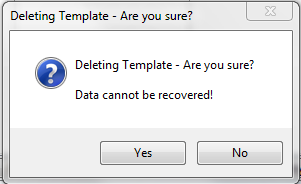 Deleting Template - Are you sure?
Deleting Template - Are you sure?
Data cannot be recovered!
Yes No